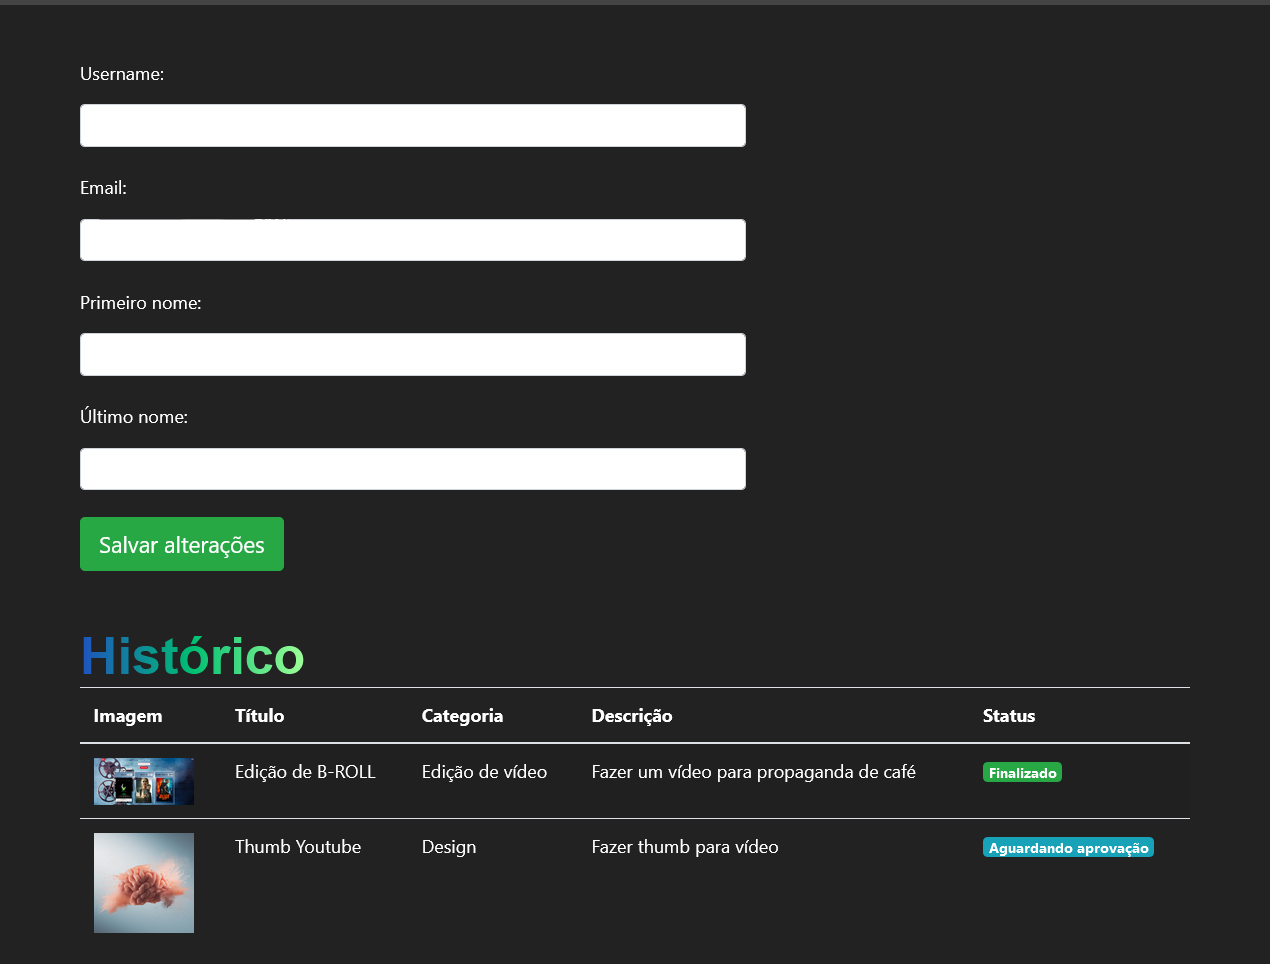 Username:
Email:
Primeiro nome:
Último nome:
Salvar alterações
Histórico
Imagem Título Categoria Descrição Status
Edição de B-ROLL Edição de vídeo Fazer um vídeo para propaganda de café Finalizado
Thumb Youtube Design Fazer thumb para vídeo Aguardando aprovação